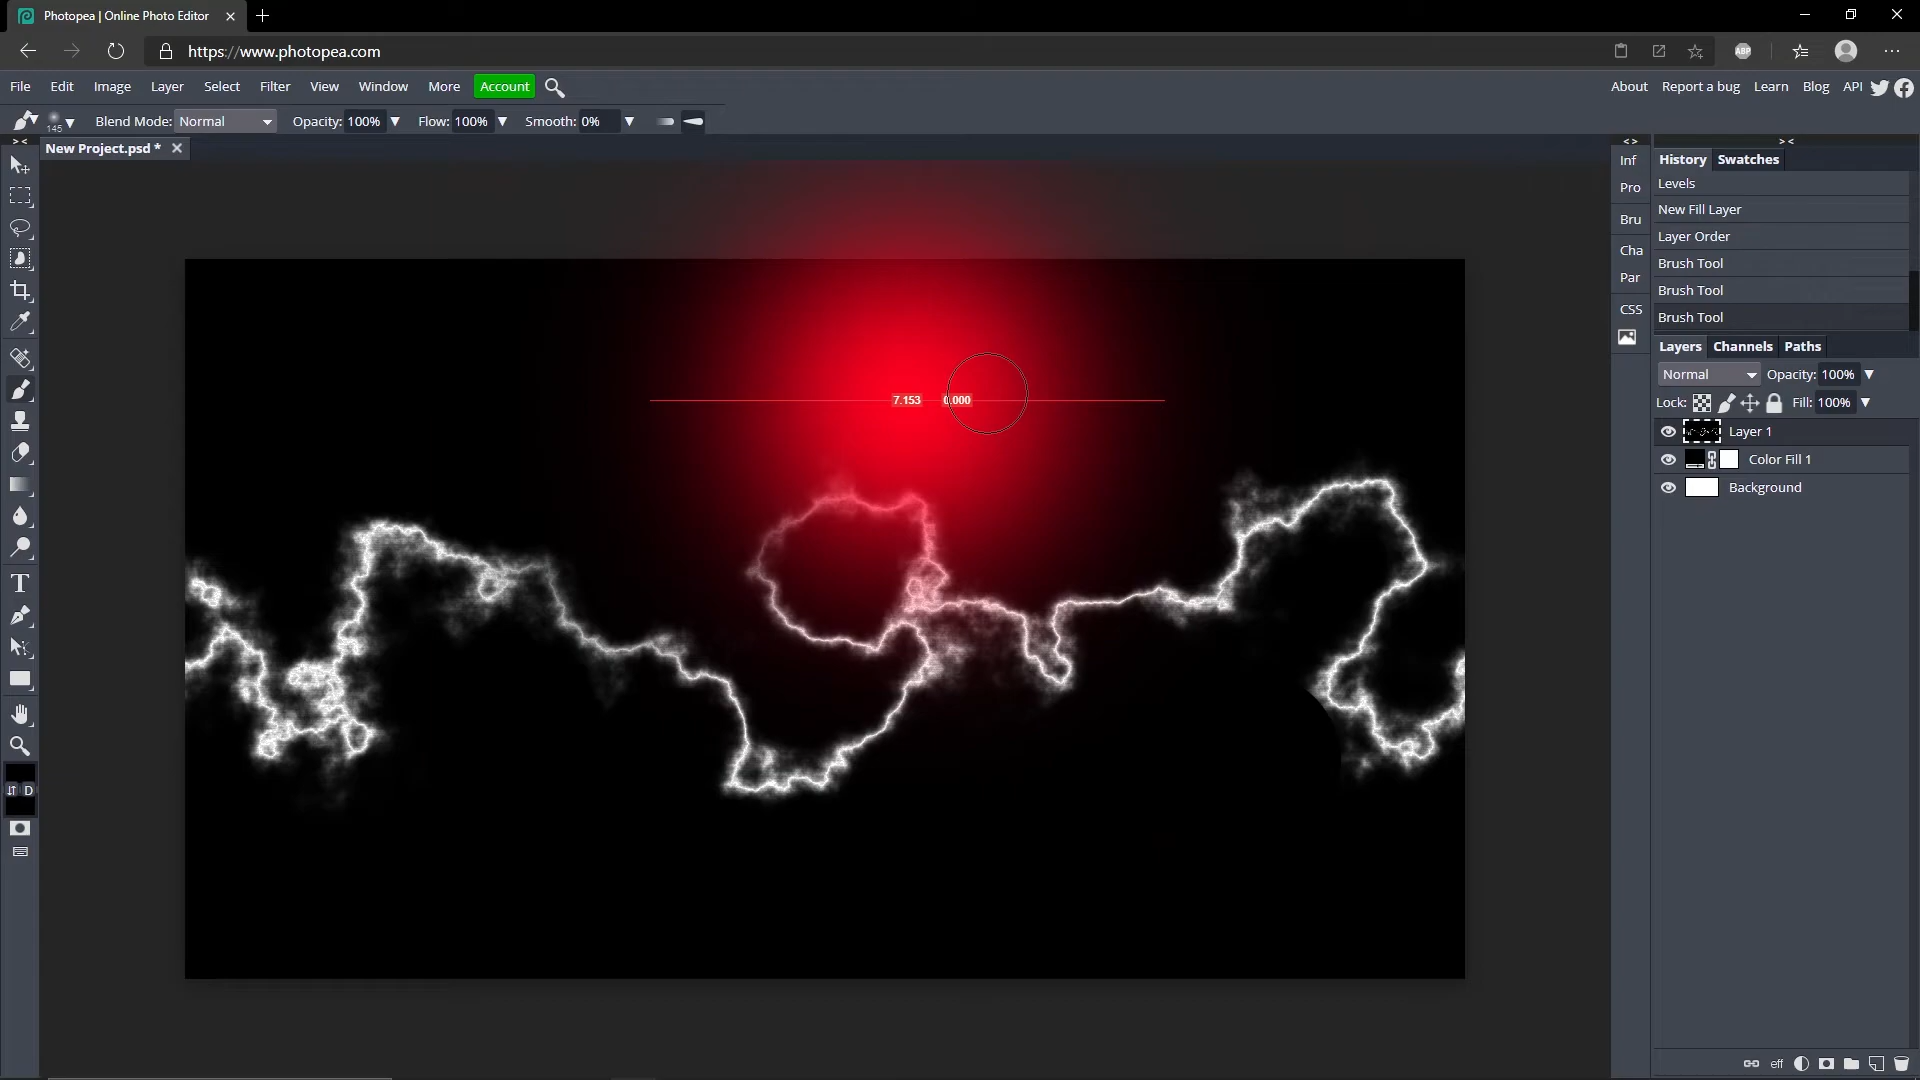 Photopea | Online Photo Editor
https://www.photopea.com
ABP
File Edit Image Layer Select Filter View Window More Account
About Report a bug Learn Blog API
145 Blend Mode: Normal Opacity: 100% Flow: 100% Smooth: 0%
New Project.psd *
Inf
Pro
Bru
Cha
Par
CSS
History Swatches
Levels
New Fill Layer
Layer Order
Brush Tool
Brush Tool
Brush Tool
Layers Channels Paths
Normal Opacity: 100%
Lock: Fill: 100%
Layer 1
Color Fill 1
Background
7.153 0.000
T
D
eff